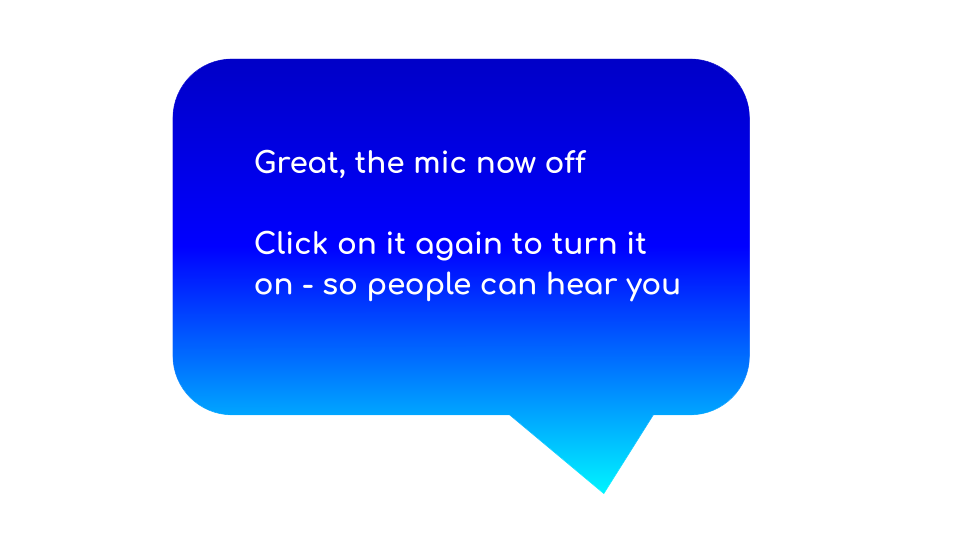 Great, the mic now off
Click on it again to turn it
on - so people can hear you